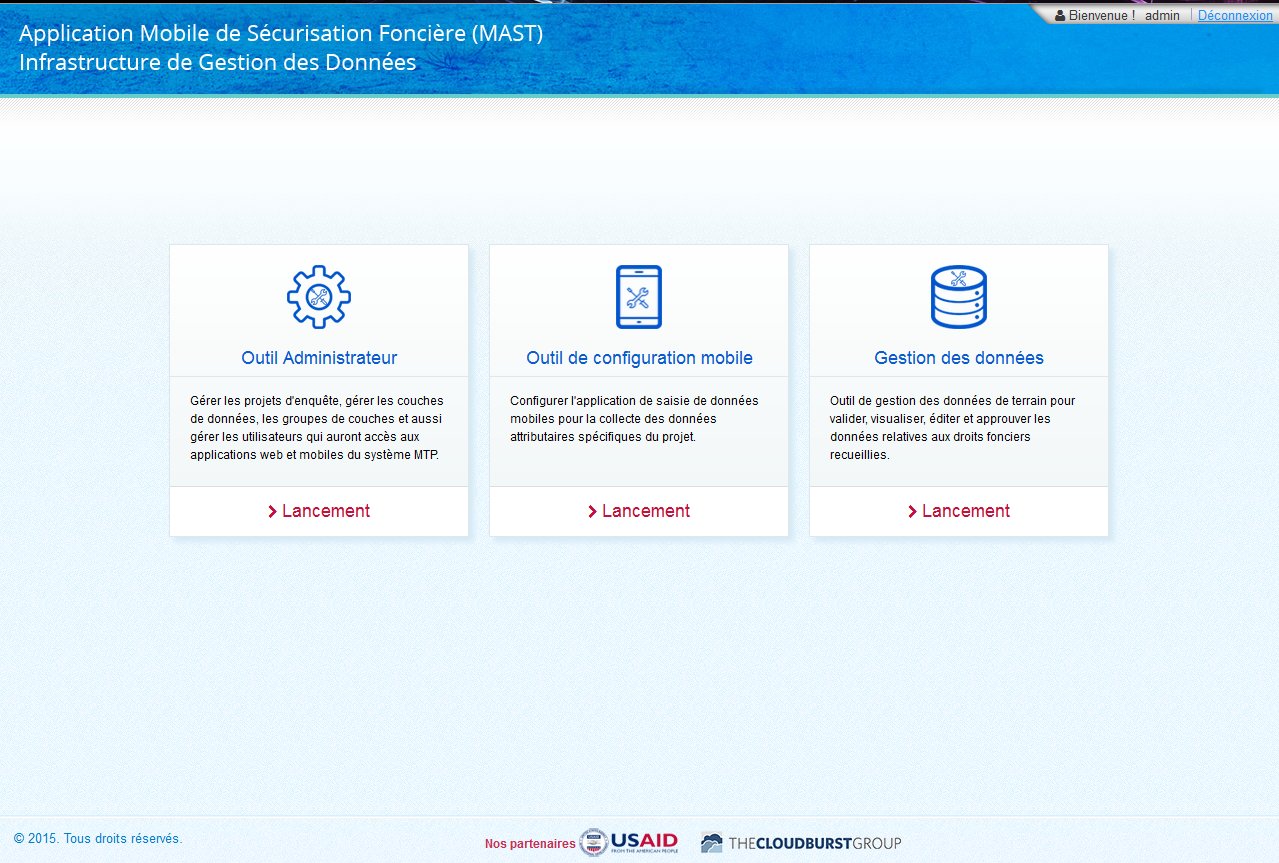 Application Mobile de Sécurisation Foncière (MAST)
Infrastructure de Gestion des Données
Bienvenue ! admin Déconnexion
Outil Administrateur
Gérer les projets d'enquête, gérer les couches
de données, les groupes de couches et aussi
gérer les utilisateurs qui auront accès aux
applications web et mobiles du système MTP.
Lancement
Outil de configuration mobile
Configurer l'application de saisie de données
mobiles pour la collecte des données
attributaires spécifiques du projet.
Lancement
Gestion des données
Outil de gestion des données de terrain pour
valider, visualiser, éditer et approuver les
données relatives aux droits fonciers
recueillies.
Lancement
© 2015. Tous droits réservés.
Nos partenaires
USAID
FROM THE AMERICAN PEOPLE
THECLOUDBURSTGROUP